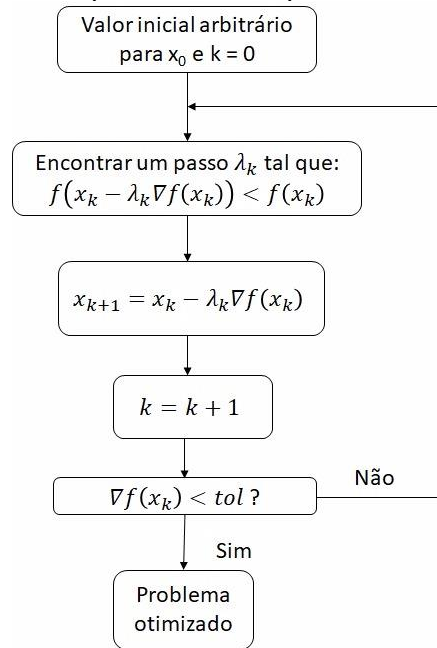 Valor inicial arbitrário
para x₀ e k = 0
Encontrar um passo λₖ tal que:
f(xₖ − λₖ∇f(xₖ)) < f(xₖ)
xₖ₊₁ = xₖ − λₖ∇f(xₖ)
k = k + 1
∇f(xₖ) < tol ?
Não
Sim
Problema
otimizado